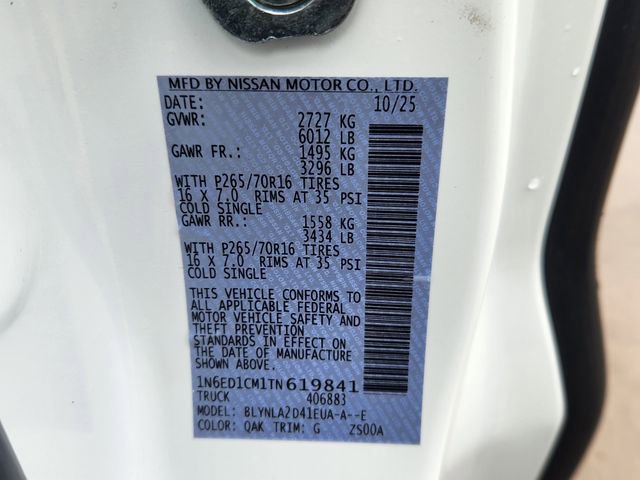 MFD BY NISSAN MOTOR CO., LTD.
DATE: 10/25
GVWR: 2727 KG
6012 LB
GAWR FR.: 1495 KG
3296 LB
WITH P265/70R16 TIRES
16 X 7.0 RIMS AT 35 PSI
COLD SINGLE
GAWR RR.: 1558 KG
3434 LB
WITH P265/70R16 TIRES
16 X 7.0 RIMS AT 35 PSI
COLD SINGLE
THIS VEHICLE CONFORMS TO
ALL APPLICABLE FEDERAL
MOTOR VEHICLE SAFETY AND
THEFT PREVENTION
STANDARDS IN EFFECT ON
THE DATE OF MANUFACTURE
SHOWN ABOVE.
1N6ED1CM1TN619841
TRUCK 406883
MODEL: BLYNLA2D41EUA-A--E
COLOR: QAK TRIM: G ZS00A